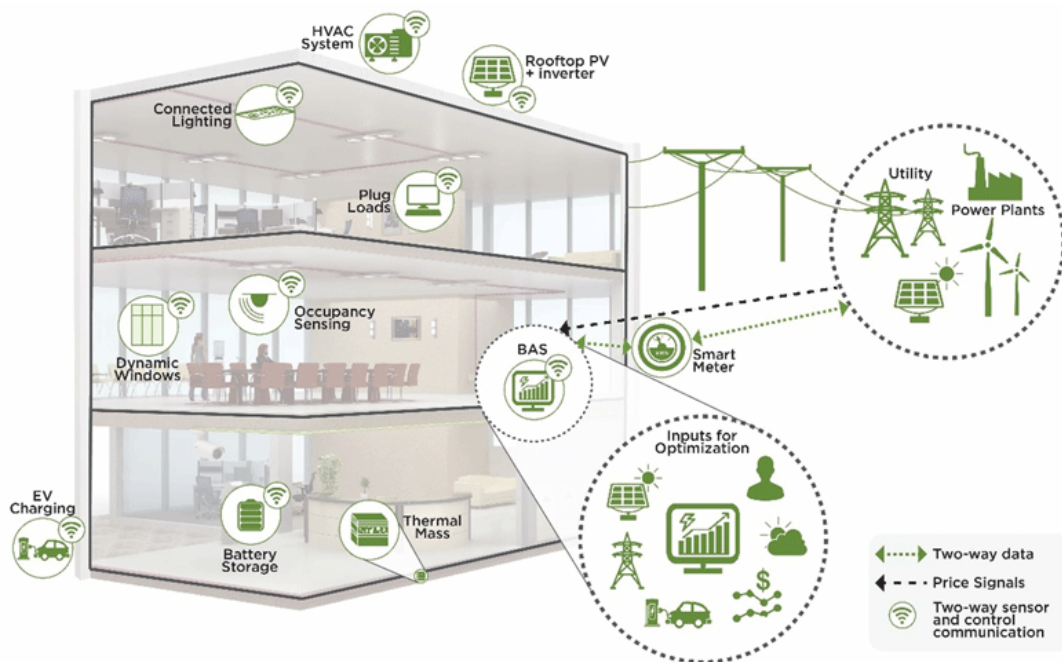 HVAC
System
Rooftop PV
+ inverter
Connected
Lighting
Plug
Loads
Utility
Power Plants
Occupancy
Sensing
Dynamic
Windows
BAS
Smart
Meter
Inputs for
Optimization
EV
Charging
Battery
Storage
Thermal
Mass
$
Two-way data
Price Signals
Two-way sensor
and control
communication